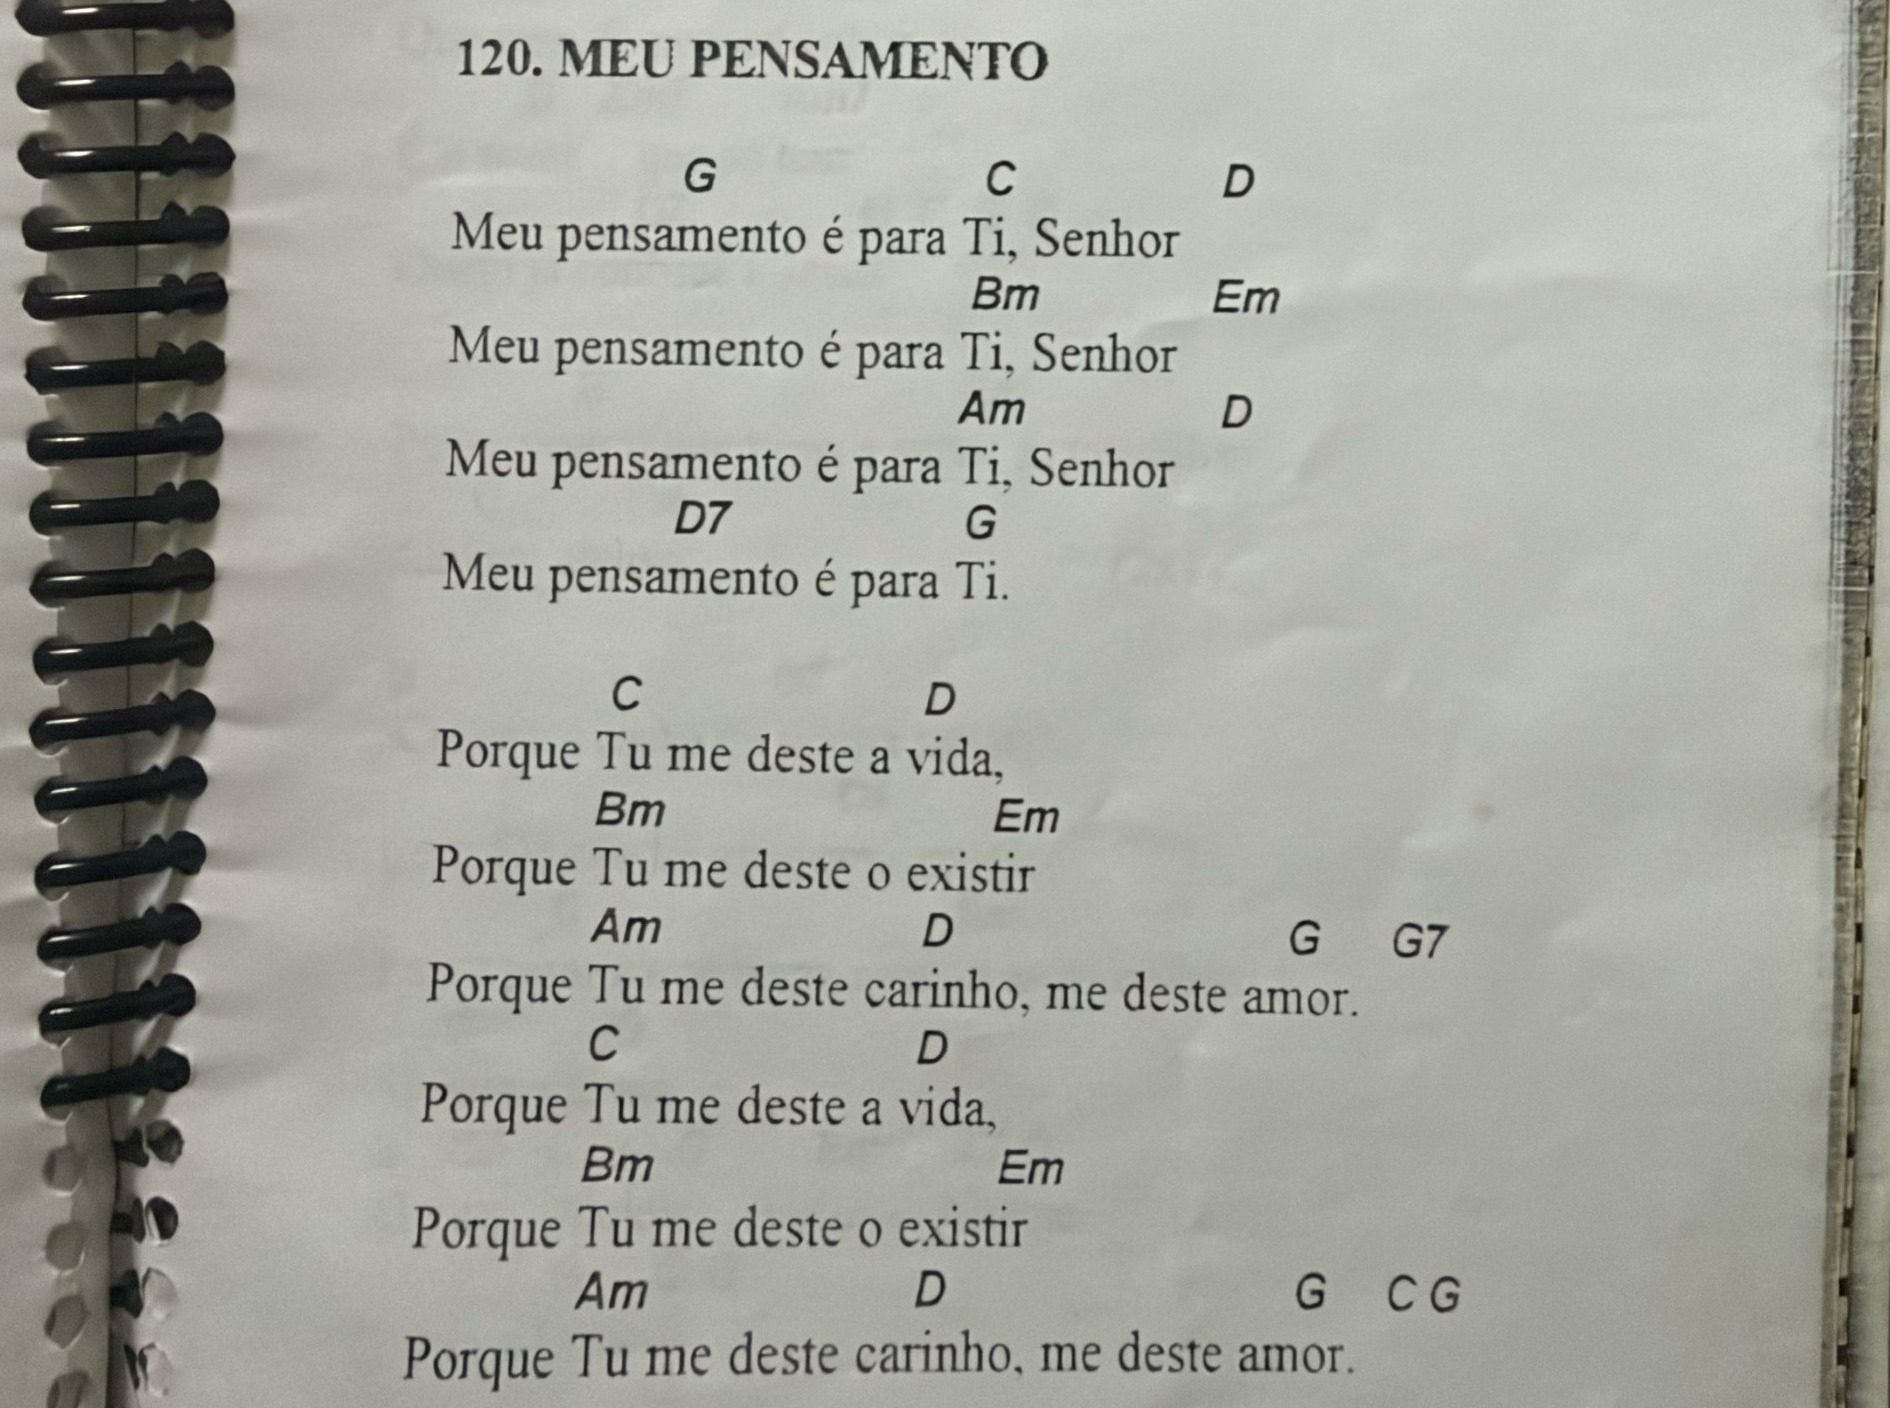 120. MEU PENSAMENTO
G C D
Meu pensamento é para Ti, Senhor
Bm Em
Meu pensamento é para Ti, Senhor
Am D
Meu pensamento é para Ti, Senhor
D7 G
Meu pensamento é para Ti.
C D
Porque Tu me deste a vida,
Bm Em
Porque Tu me deste o existir
Am D G G7
Porque Tu me deste carinho, me deste amor.
C D
Porque Tu me deste a vida,
Bm Em
Porque Tu me deste o existir
Am D G C G
Porque Tu me deste carinho, me deste amor.